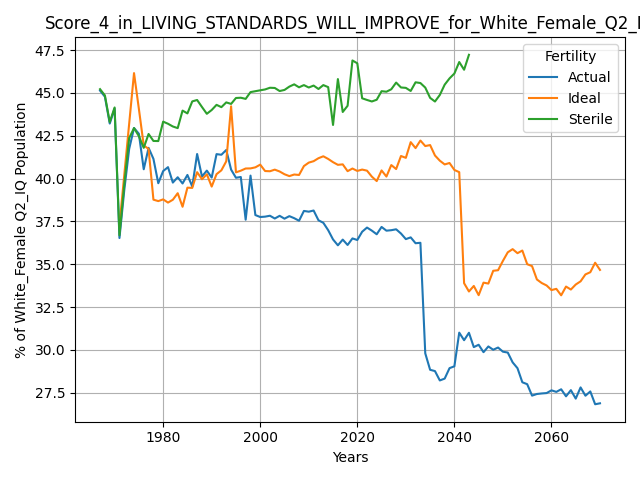 Score_4_in_LIVING_STANDARDS_WILL_IMPROVE_for_White_Female_Q2_I
% of White_Female Q2_IQ Population
47.5
45.0
42.5
40.0
37.5
35.0
32.5
30.0
27.5
Fertility
Actual
Ideal
Sterile
1980 2000 2020 2040 2060
Years